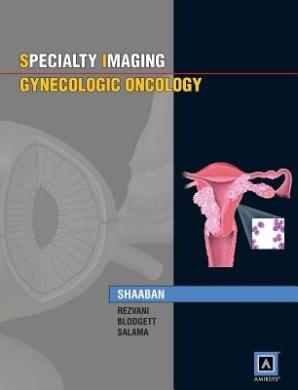 SPECIALTY IMAGING
GYNECOLOGIC ONCOLOGY
SHAABAN
REZVANI
BLODGETT
SALAMA
A
AMIRSYS®